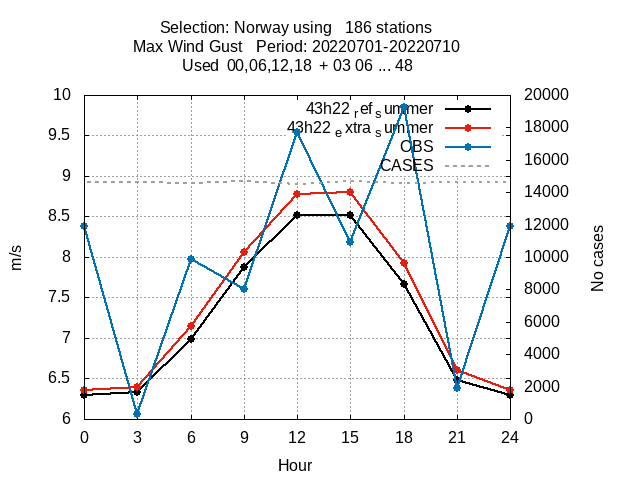 Selection: Norway using 186 stations
Max Wind Gust Period: 20220701-20220710
Used 00,06,12,18 + 03 06 ... 48
43h22 ref summer
43h22 extra summer
OBS
CASES
10
9.5
9
8.5
8
7.5
7
6.5
6
m/s
20000
18000
16000
14000
12000
10000
8000
6000
4000
2000
0
No cases
0 3 6 9 12 15 18 21 24
Hour